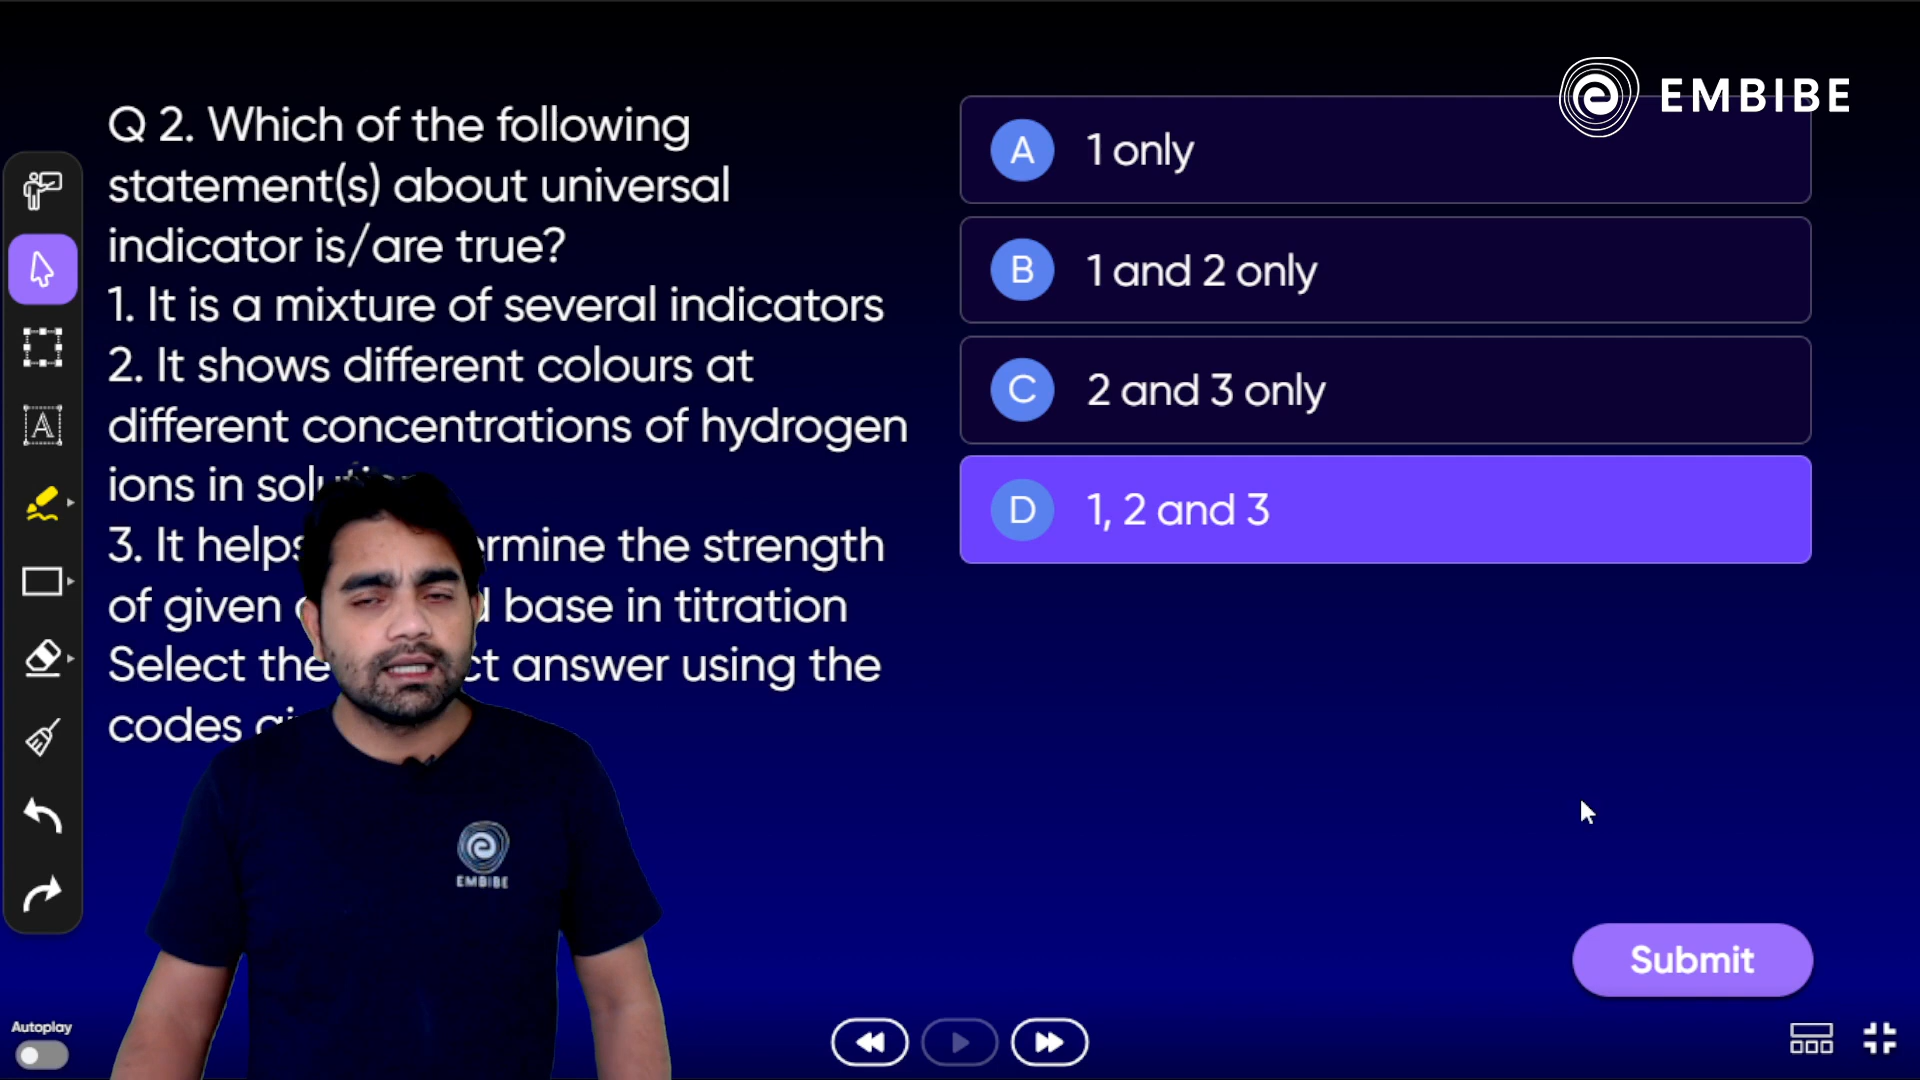 EMBIBE
Q 2. Which of the following
statement(s) about universal
indicator is/are true?
1. It is a mixture of several indicators
2. It shows different colours at
different concentrations of hydrogen
ions in
3. It helps the strength
of given base in titration
Select the answer using the
codes
A 1 only
B 1 and 2 only
C 2 and 3 only
D 1, 2 and 3
A
EMBIBE
Submit
Autoplay